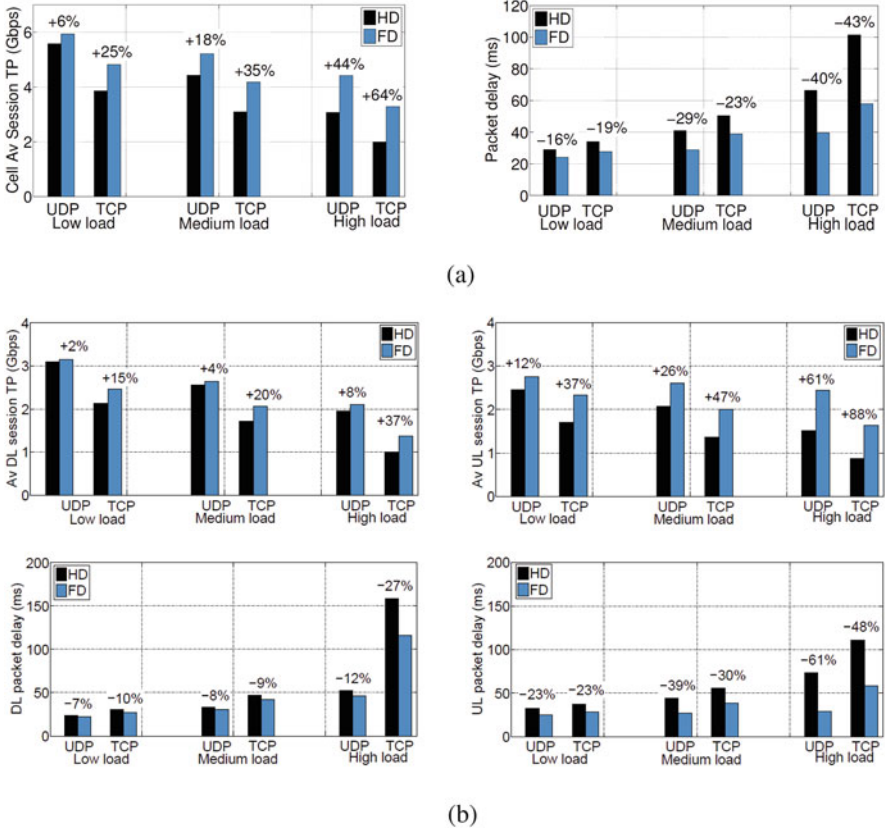 Cell Av Session TP (Gbps)
6
4
2
0
HD
FD
+6%
+25%
+18%
+35%
+44%
+64%
UDP TCP UDP TCP UDP TCP
Low load Medium load High load
Packet delay (ms)
120
100
80
60
40
20
0
HD
FD
−16%
−19%
−29%
−23%
−40%
−43%
UDP TCP UDP TCP UDP TCP
Low load Medium load High load
(a)
Av DL session TP (Gbps)
4
3
2
1
0
HD
FD
+2%
+15%
+4%
+20%
+8%
+37%
UDP TCP UDP TCP UDP TCP
Low load Medium load High load
Av UL session TP (Gbps)
4
3
2
1
0
HD
FD
+12%
+37%
+26%
+47%
+61%
+88%
UDP TCP UDP TCP UDP TCP
Low load Medium load High load
DL packet delay (ms)
200
150
100
50
0
HD
FD
−7%
−10%
−8%
−9%
−12%
−27%
UDP TCP UDP TCP UDP TCP
Low load Medium load High load
UL packet delay (ms)
200
150
100
50
0
HD
FD
−23%
−23%
−39%
−30%
−61%
−48%
UDP TCP UDP TCP UDP TCP
Low load Medium load High load
(b)